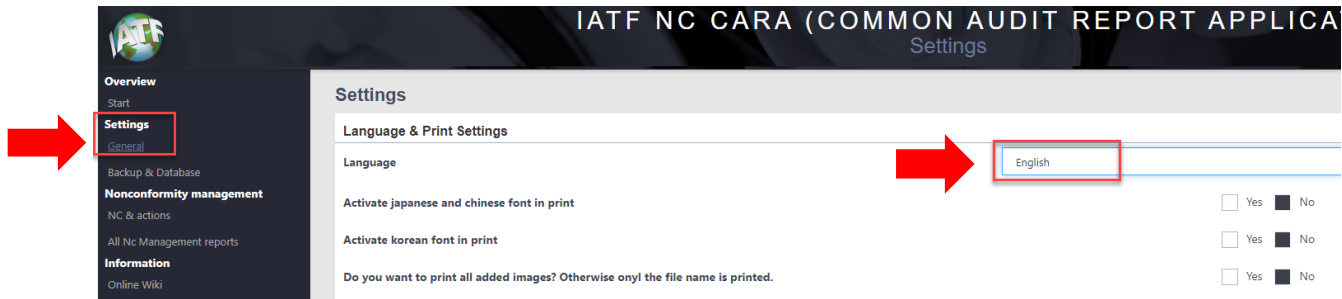 IATF
IATF NC CARA (COMMON AUDIT REPORT APPLICA
Settings
Overview
Start
Settings
General
Backup & Database
Nonconformity management
NC & actions
All Nc Management reports
Information
Online Wiki
Settings
Language & Print Settings
Language English
Activate japanese and chinese font in print Yes No
Activate korean font in print Yes No
Do you want to print all added images? Otherwise onyl the file name is printed. Yes No